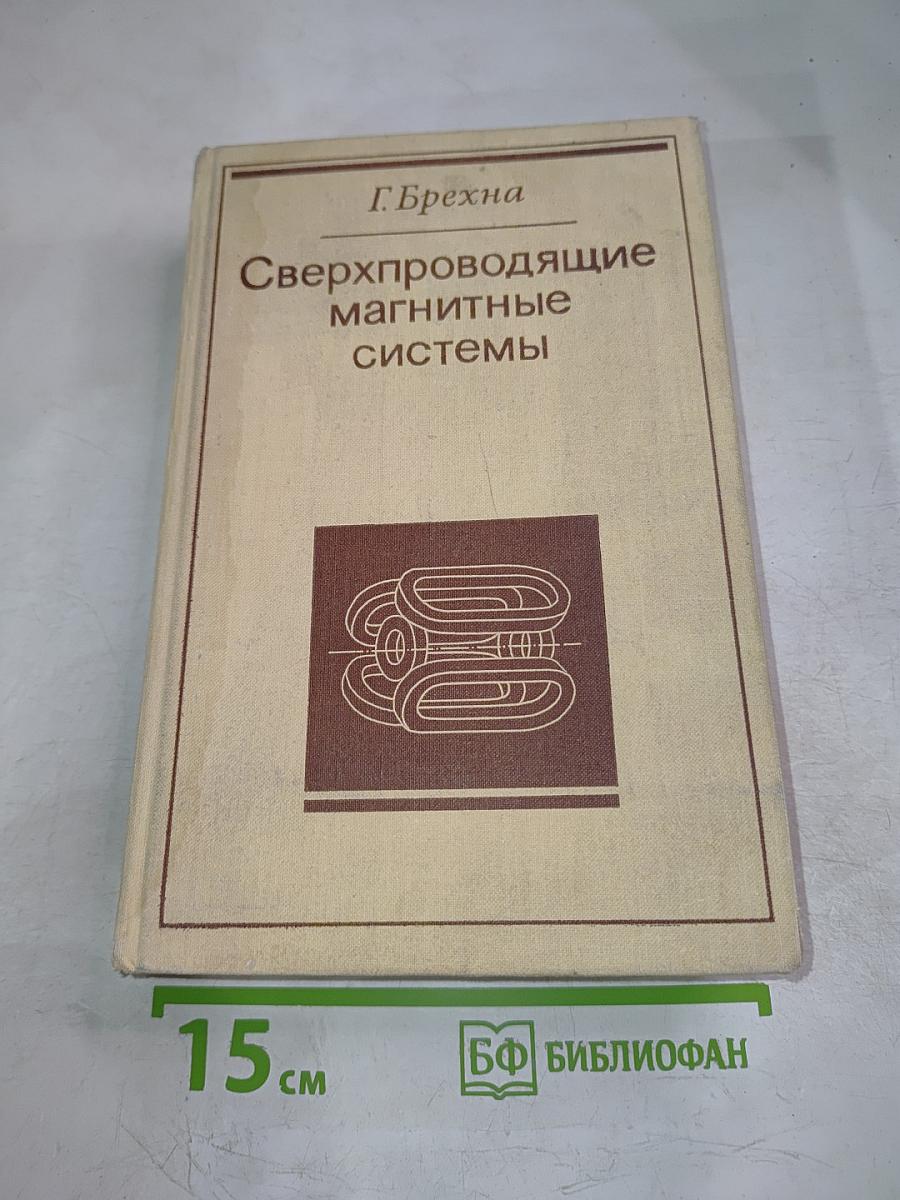 Г. Брехна
Сверхпроводящие
магнитные
системы
15 см
БФ БИБЛИОФАН